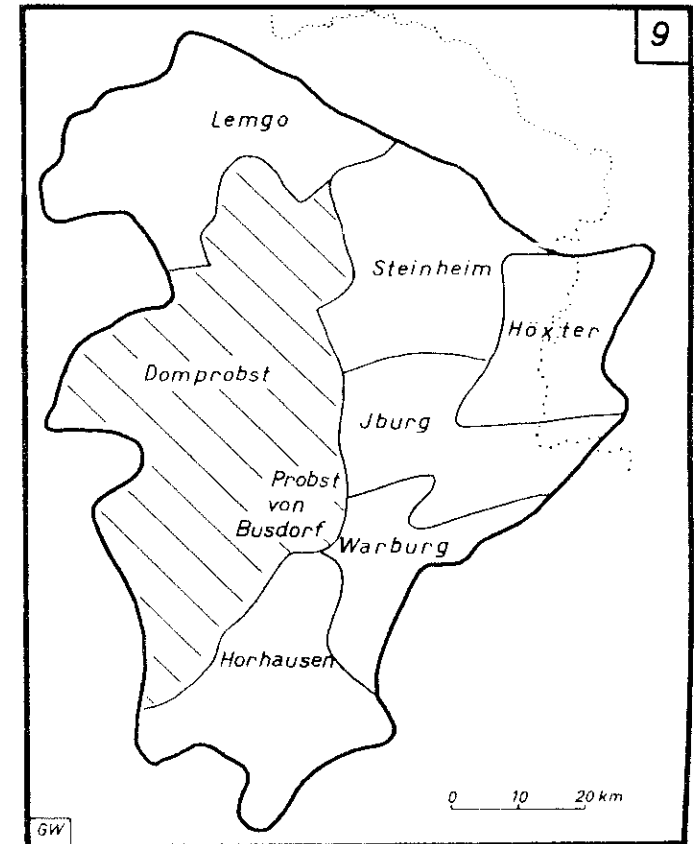 9
Lemgo
Steinheim
Höxter
Domprobst
Jburg
Probst
von
Busdorf
Warburg
Horhausen
0 10 20 km
GW